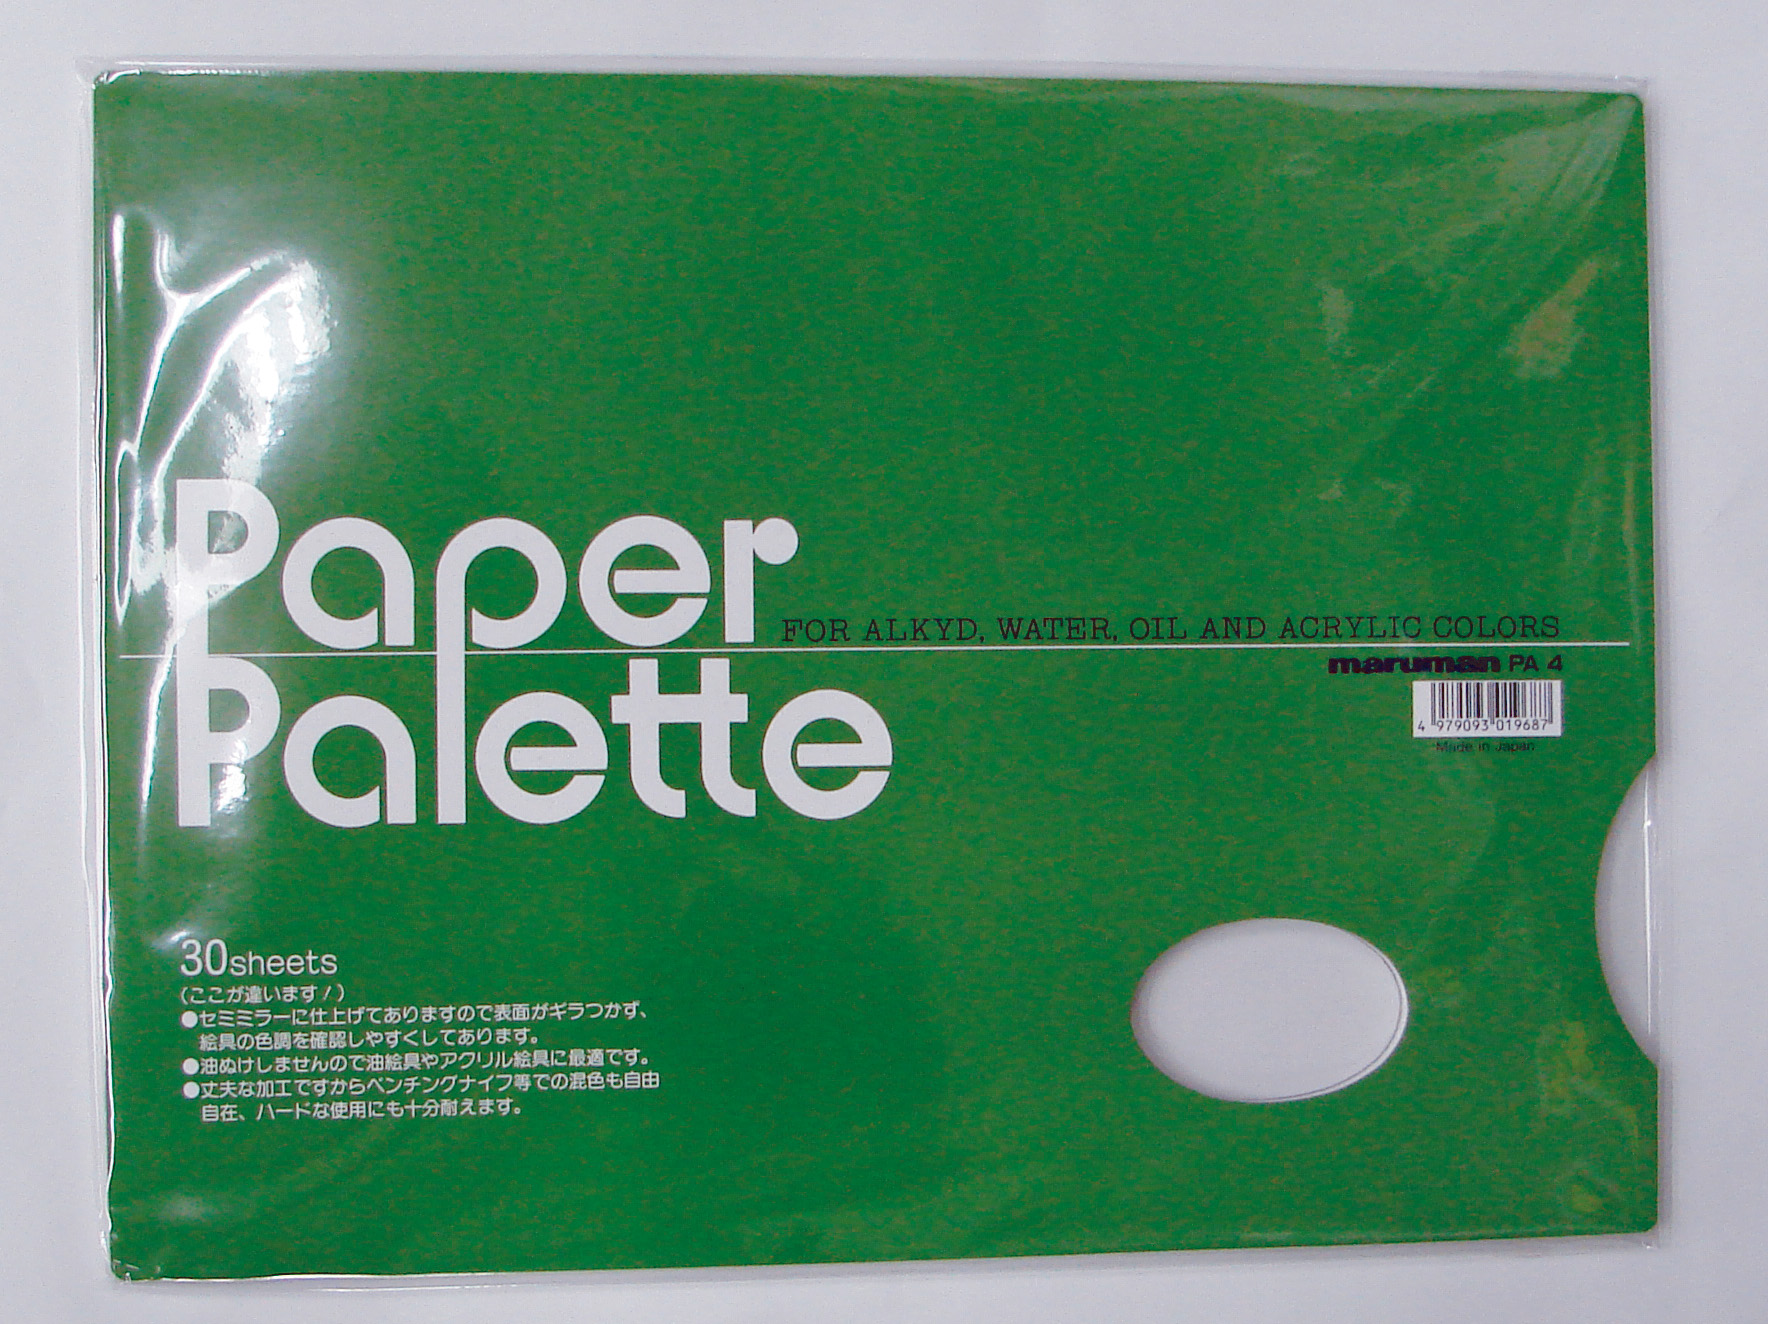 Paper
FOR ALKYD, WATER, OIL AND ACRYLIC COLORS
Palette
maruman PA 4
4 979093 019687
Made in Japan
30sheets
(ここが違います！)
●セミミラーに仕上げてありますので表面がギラつかず、
絵具の色調を確認しやすくしてあります。
●油ぬけしませんので油絵具やアクリル絵具に最適です。
●丈夫な加工ですからペンチングナイフ等での混色も自由
自在、ハードな使用にも十分耐えます。